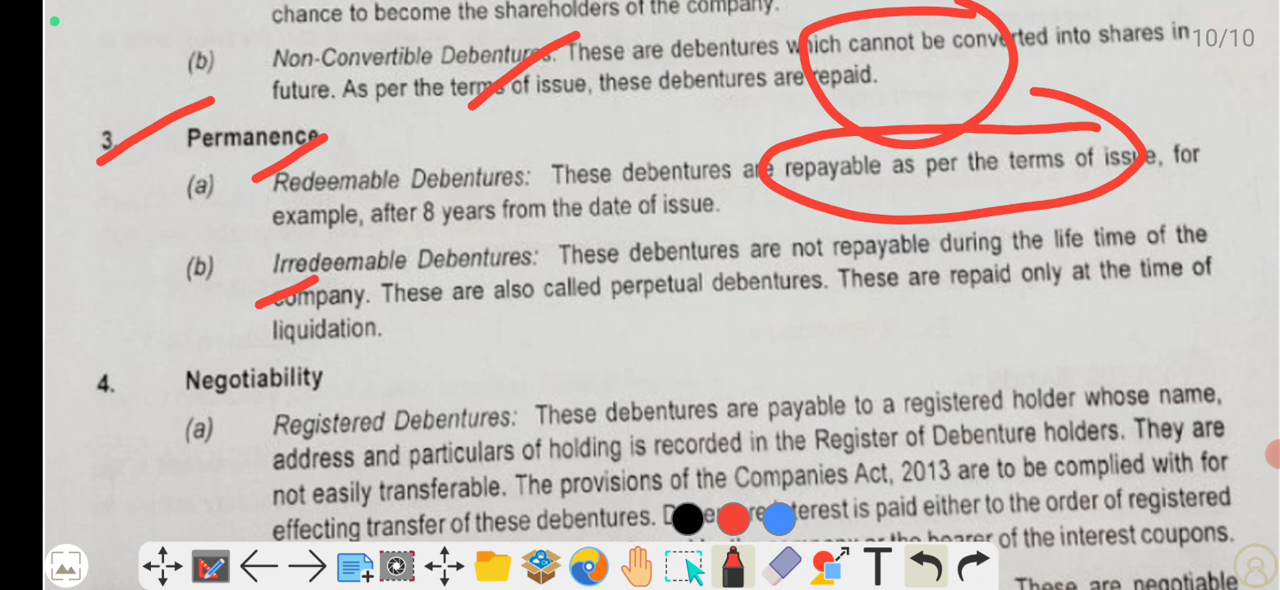 chance to become the shareholders of the company.
10/10
(b) Non-Convertible Debentures: These are debentures which cannot be converted into shares in
future. As per the terms of issue, these debentures are repaid.
3. Permanence
(a) Redeemable Debentures: These debentures are repayable as per the terms of issue, for
example, after 8 years from the date of issue.
(b) Irredeemable Debentures: These debentures are not repayable during the life time of the
company. These are also called perpetual debentures. These are repaid only at the time of
liquidation.
4. Negotiability
(a) Registered Debentures: These debentures are payable to a registered holder whose name,
address and particulars of holding is recorded in the Register of Debenture holders. They are
not easily transferable. The provisions of the Companies Act, 2013 are to be complied with for
effecting transfer of these debentures. terest is paid either to the order of registered
the bearer of the interest coupons.
These are negotiable
T